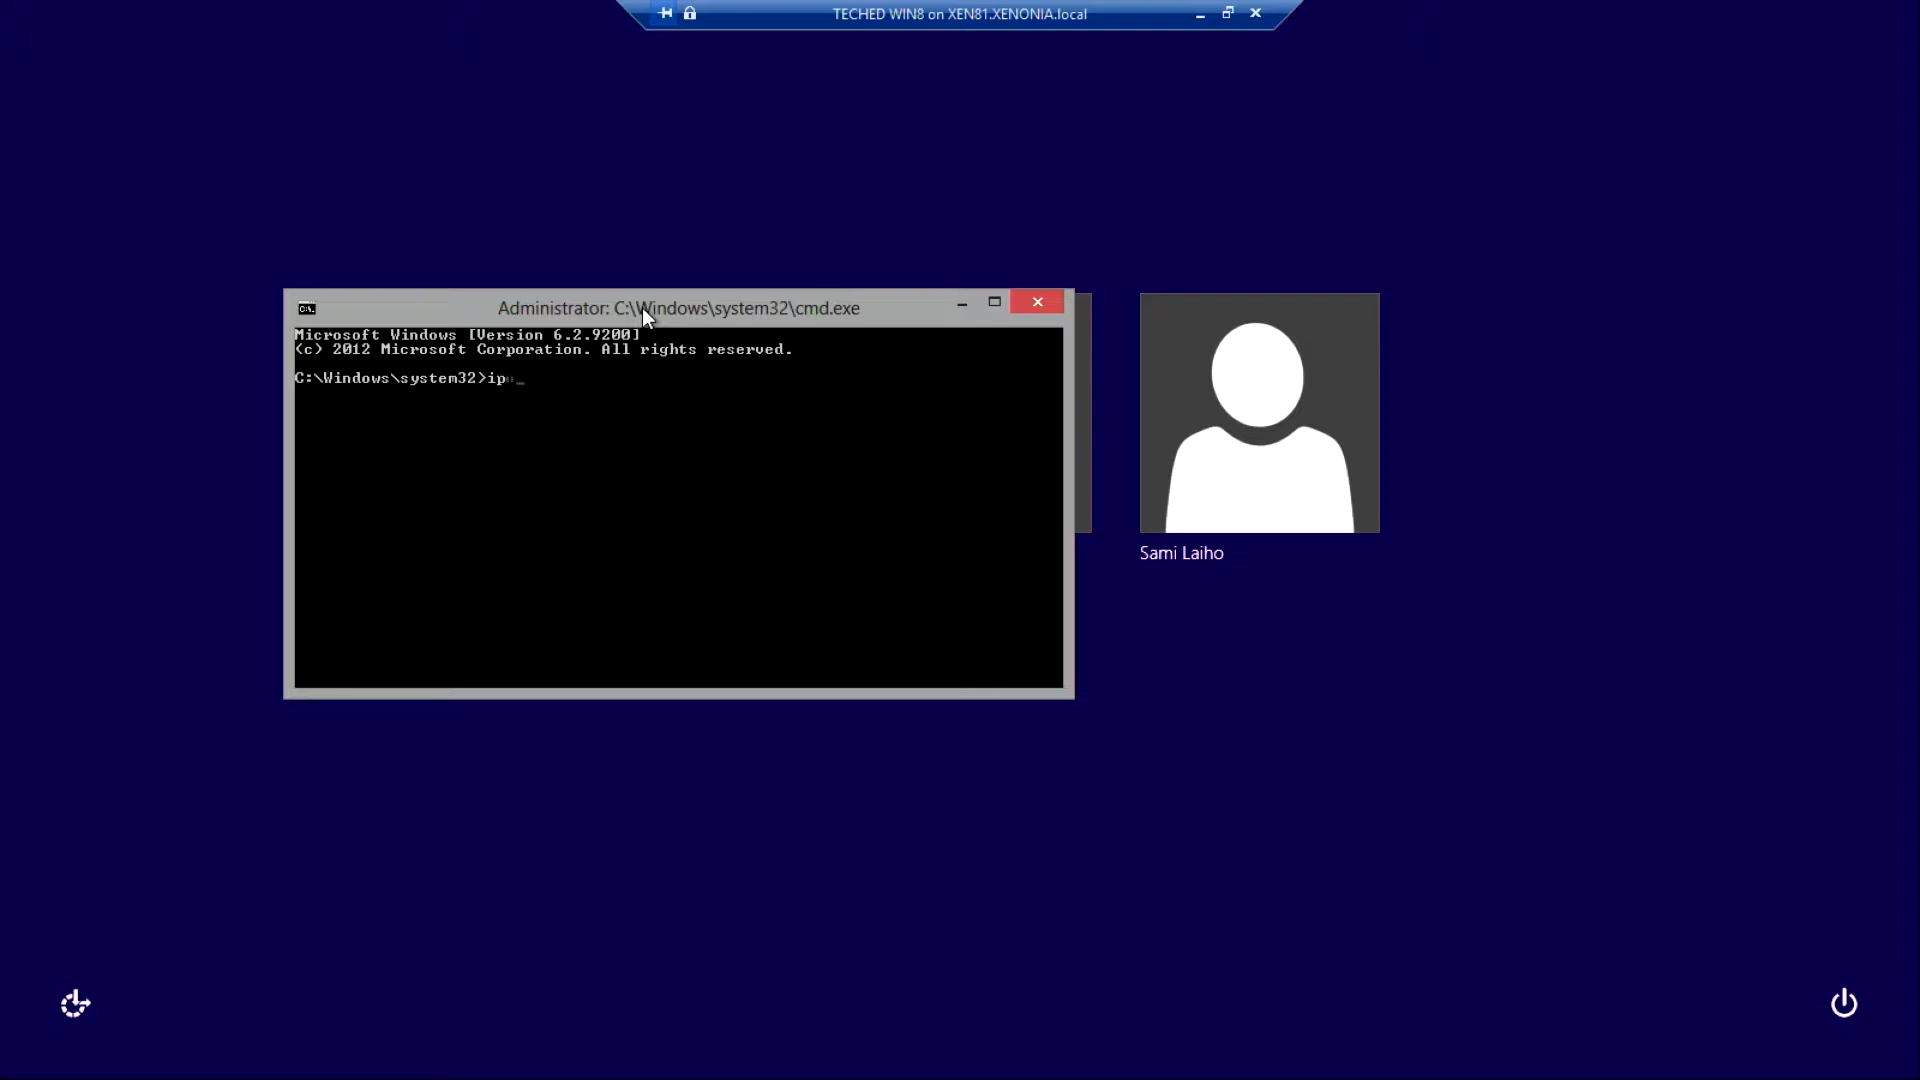 TECHED WIN8 on XEN81.XENONIA.local
Administrator: C:\Windows\system32\cmd.exe
Microsoft Windows [Version 6.2.9200]
(c) 2012 Microsoft Corporation. All rights reserved.
C:\Windows\system32>ip
Sami Laiho